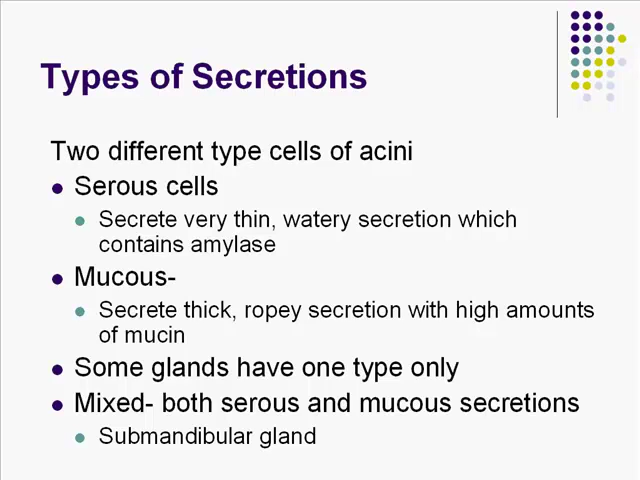 Types of Secretions
Two different type cells of acini
Serous cells
Secrete very thin, watery secretion which
contains amylase
Mucous-
Secrete thick, ropey secretion with high amounts
of mucin
Some glands have one type only
Mixed- both serous and mucous secretions
Submandibular gland